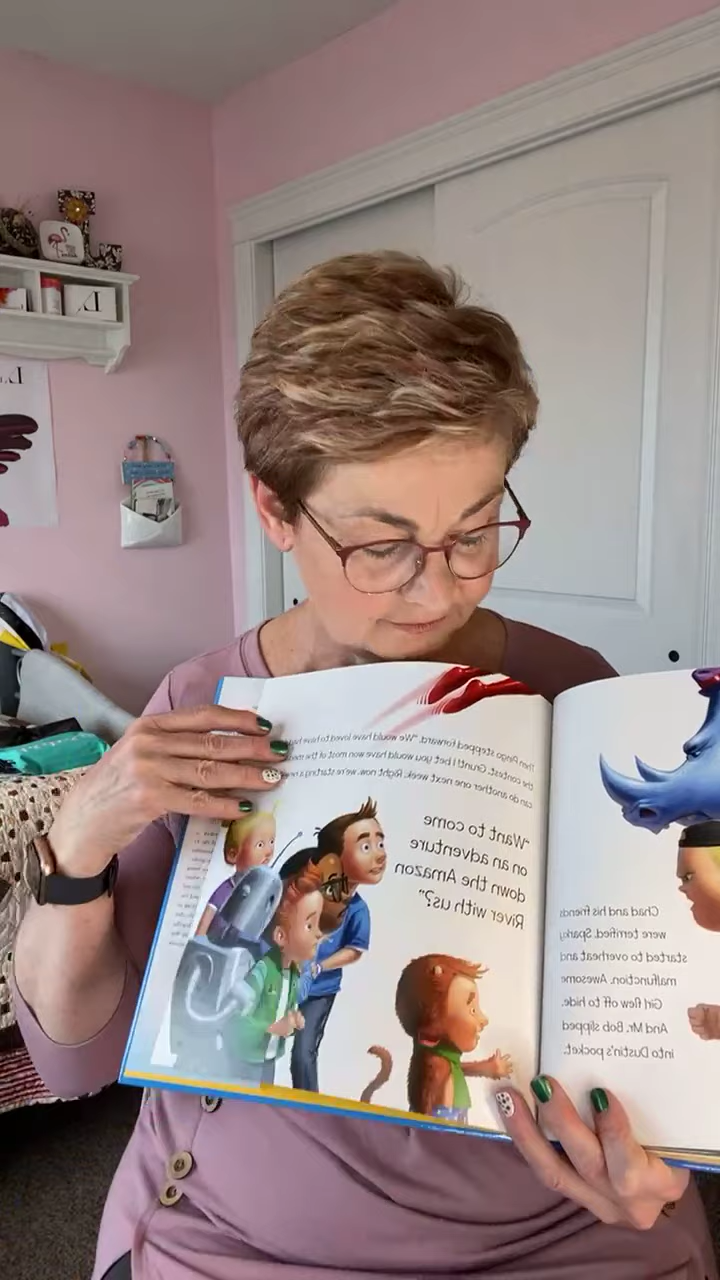 Then Pingo stepped forward. "We would have loved to have had
the contest. Grunt! I bet you would have won most of the
can do another one next week. Right now, we're starting a
"Want to come
on an adventure
down the Amazon
River with us?"
Chad and his friends
were terrified. Sparky
started to overheat and
malfunction. Awesome
Girl flew off to hide.
And Mr. Bob slipped
into Dustin's pocket.